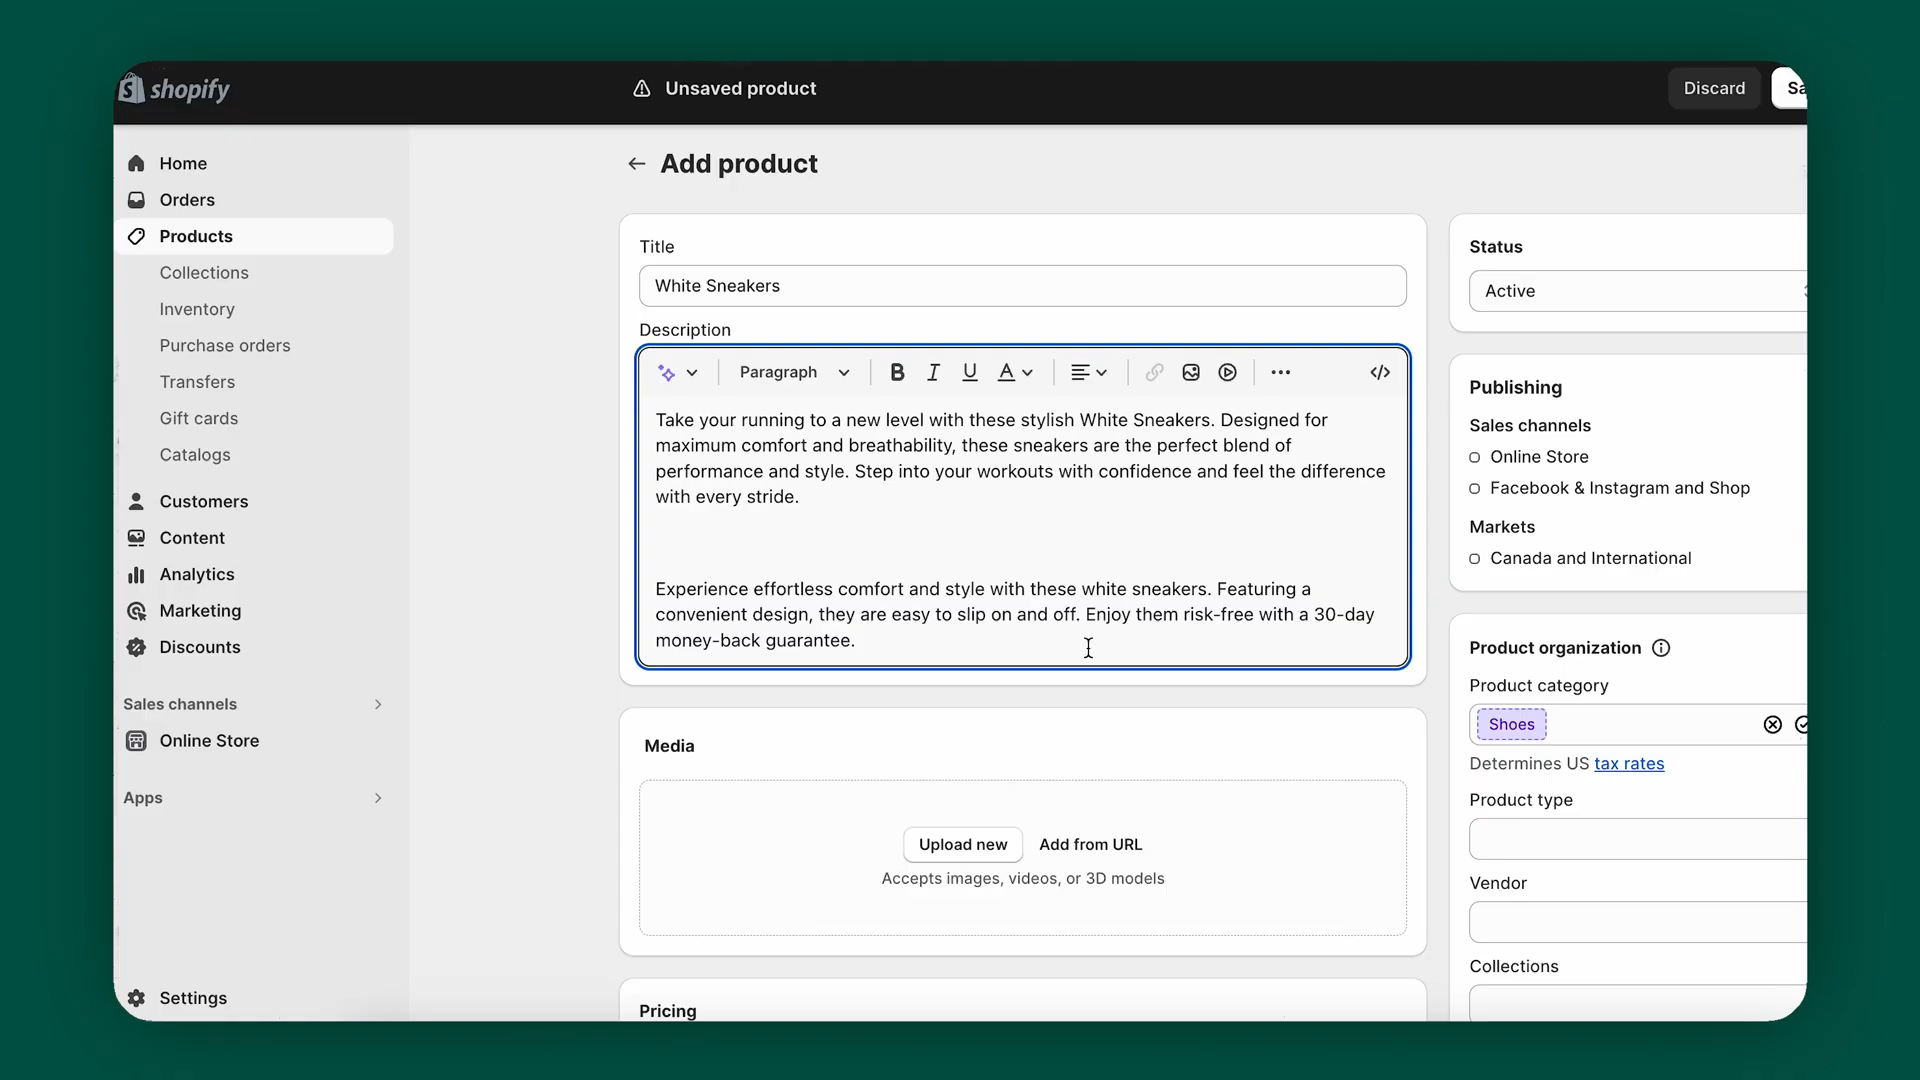 shopify
Unsaved product
Discard
Home
Orders
Products
Collections
Inventory
Purchase orders
Transfers
Gift cards
Catalogs
Customers
Content
Analytics
Marketing
Discounts
Sales channels
Online Store
Apps
Settings
Add product
Title
White Sneakers
Description
Paragraph
B I U A
Take your running to a new level with these stylish White Sneakers. Designed for
maximum comfort and breathability, these sneakers are the perfect blend of
performance and style. Step into your workouts with confidence and feel the difference
with every stride.
Experience effortless comfort and style with these white sneakers. Featuring a
convenient design, they are easy to slip on and off. Enjoy them risk-free with a 30-day
money-back guarantee.
Media
Upload new Add from URL
Accepts images, videos, or 3D models
Pricing
Status
Active
Publishing
Sales channels
Online Store
Facebook & Instagram and Shop
Markets
Canada and International
Product organization
Product category
Shoes
Determines US tax rates
Product type
Vendor
Collections